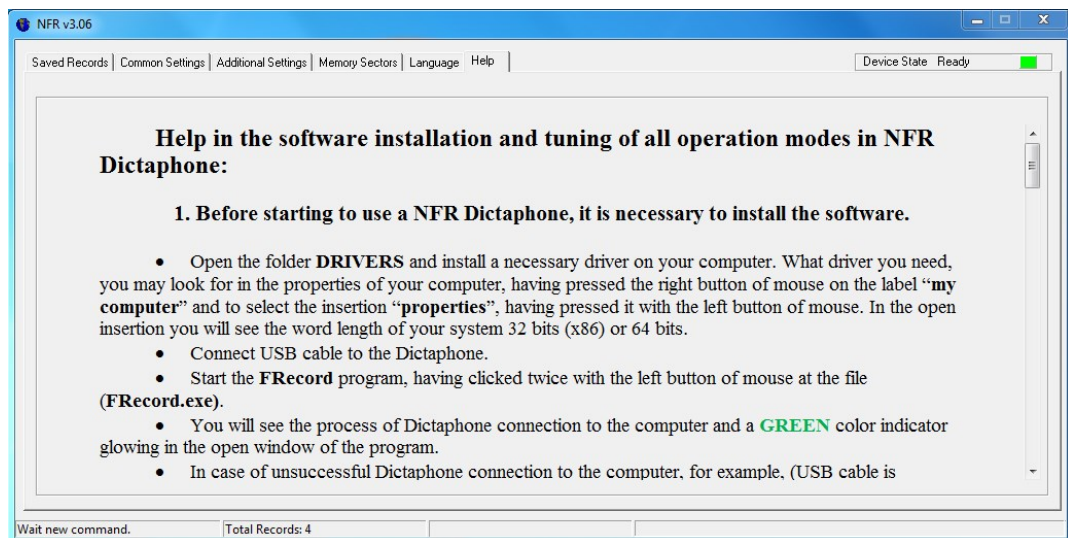 NFR v3.06
Saved Records Common Settings Additional Settings Memory Sectors Language Help Device State Ready
Help in the software installation and tuning of all operation modes in NFR
Dictaphone:
1. Before starting to use a NFR Dictaphone, it is necessary to install the software.
• Open the folder DRIVERS and install a necessary driver on your computer. What driver you need,
you may look for in the properties of your computer, having pressed the right button of mouse on the label “my
computer” and to select the insertion “properties”, having pressed it with the left button of mouse. In the open
insertion you will see the word length of your system 32 bits (x86) or 64 bits.
• Connect USB cable to the Dictaphone.
• Start the FRecord program, having clicked twice with the left button of mouse at the file
(FRecord.exe).
• You will see the process of Dictaphone connection to the computer and a GREEN color indicator
glowing in the open window of the program.
• In case of unsuccessful Dictaphone connection to the computer, for example, (USB cable is
Wait new command. Total Records: 4